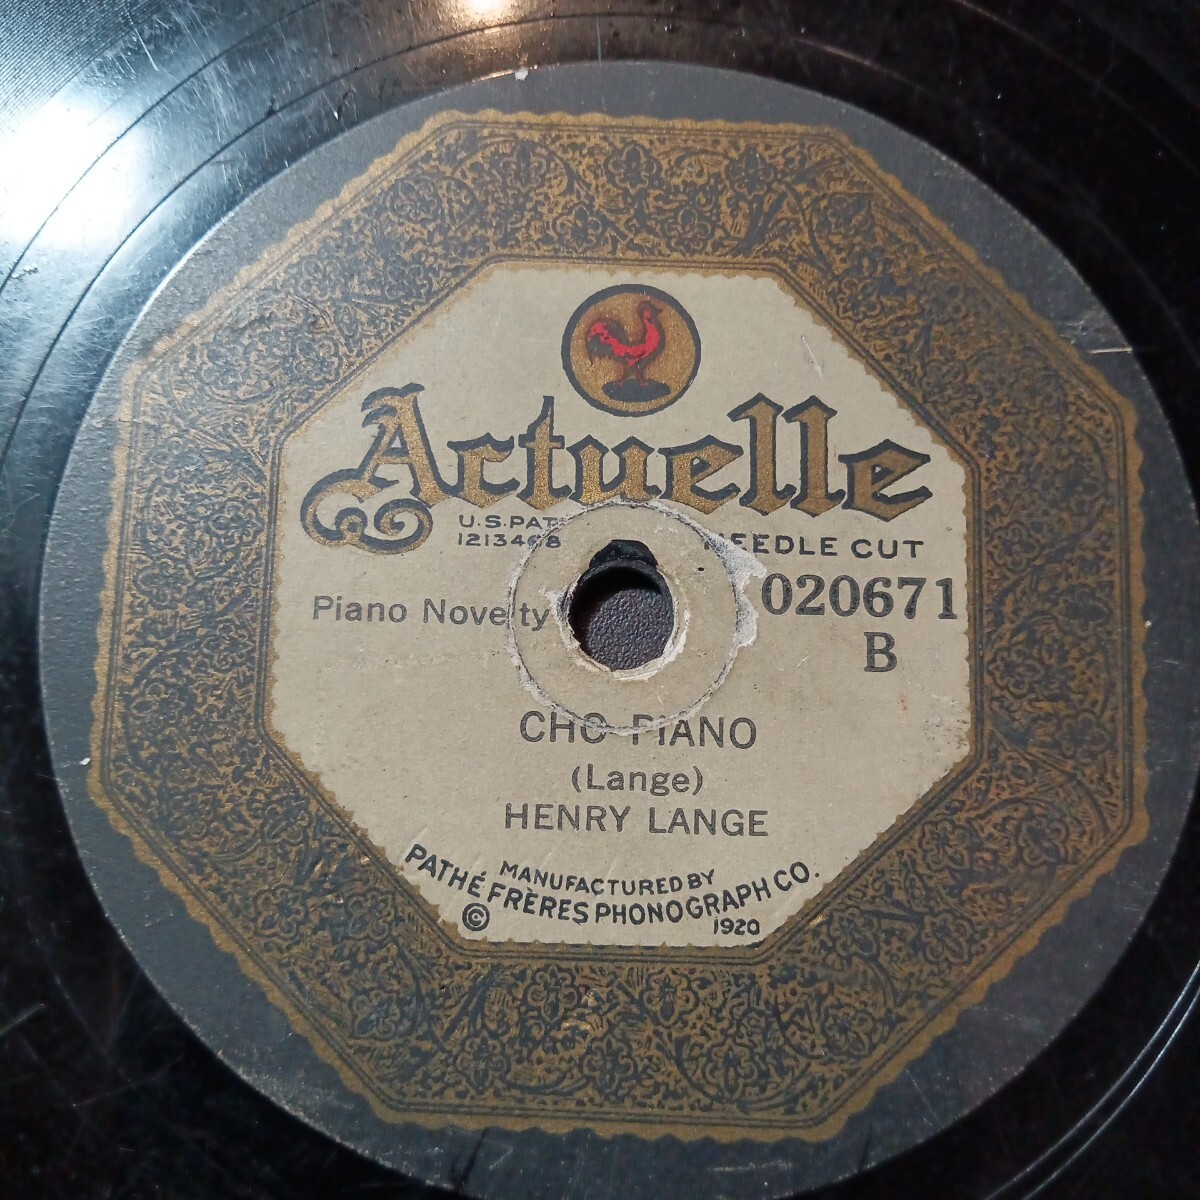 Actuelle
U.S.PAT.
1213468
NEEDLE CUT
020671
B
Piano Novelty
CHO-PIANO
(Lange)
HENRY LANGE
MANUFACTURED BY
PATHÉ FRÈRES PHONOGRAPH CO.
© 1920